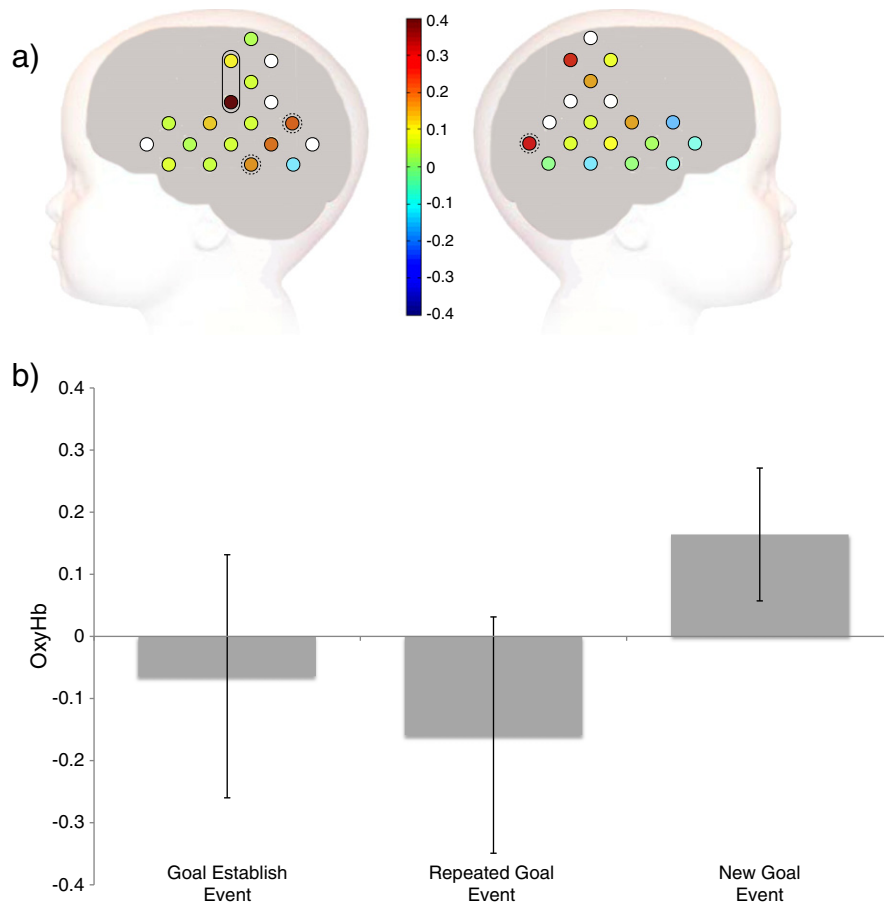 a)
0.4
0.3
0.2
0.1
0
-0.1
-0.2
-0.3
-0.4
b)
0.4
0.3
0.2
0.1
0
-0.1
-0.2
-0.3
-0.4
OxyHb
Goal Establish
Event
Repeated Goal
Event
New Goal
Event